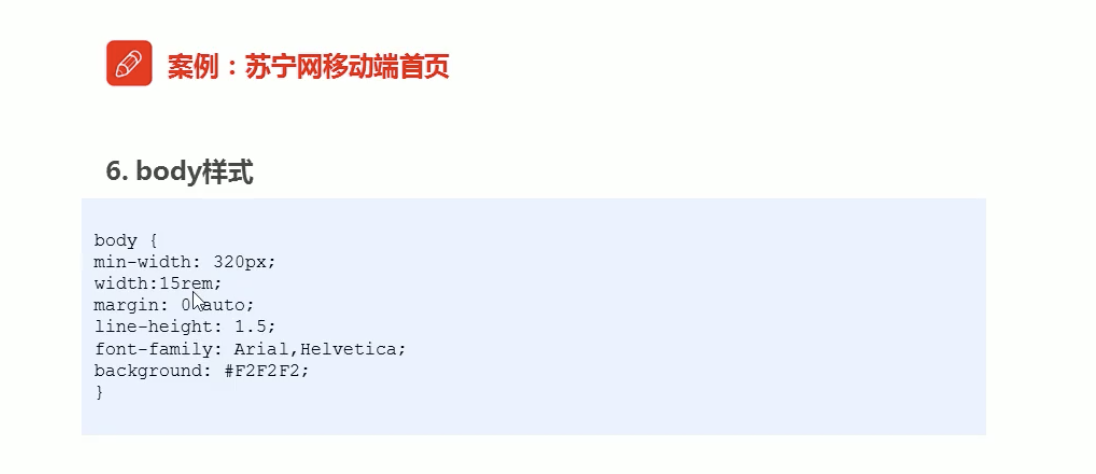 案例：苏宁网移动端首页
6. body样式
body {
min-width: 320px;
width:15rem;
margin: 0 auto;
line-height: 1.5;
font-family: Arial,Helvetica;
background: #F2F2F2;
}